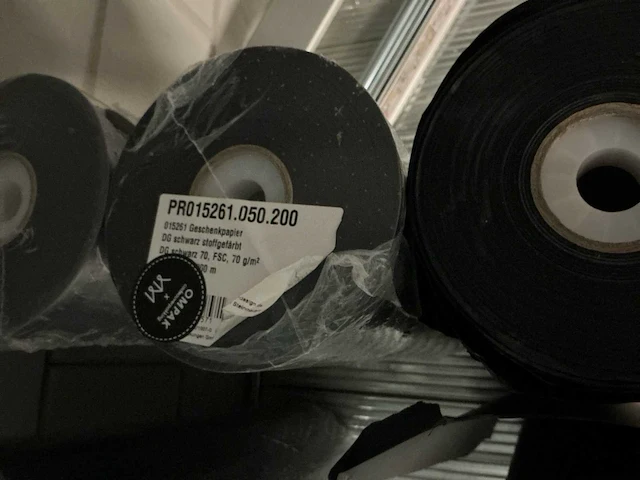 PR015261.050.200
015261 Geschenkpapier
DG schwarz stoffgefärbt
DG schwarz 70, FSC, 70 g/m²
m
OMPAK